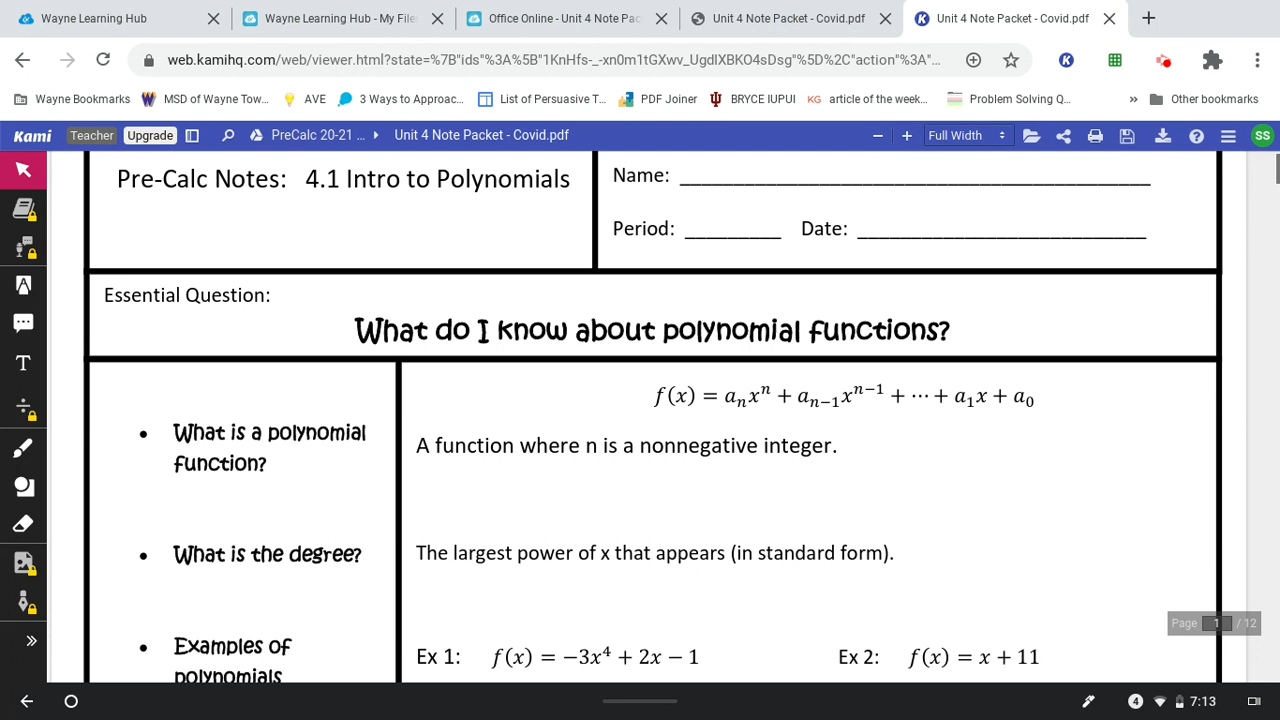 Wayne Learning Hub
Wayne Learning Hub - My File
Office Online - Unit 4 Note Pac
Unit 4 Note Packet - Covid.pdf
Unit 4 Note Packet - Covid.pdf
web.kamihq.com/web/viewer.html?state=%7B"ids"%3A%5B"1KnHfs-_-xn0m1tGXwv_UgdIXBKO4sDsg"%5D%2C"action"%3A"...
Wayne Bookmarks
MSD of Wayne Tow...
AVE
3 Ways to Approac...
List of Persuasive T...
PDF Joiner
BRYCE IUPUI
KG article of the week...
Problem Solving Q...
» Other bookmarks
Kami Teacher Upgrade PreCalc 20-21 ... Unit 4 Note Packet - Covid.pdf Full Width SS
Pre-Calc Notes: 4.1 Intro to Polynomials
Name: ____________________
Period: _________ Date: ____________________
Essential Question:
What do I know about polynomial functions?
f(x) = aₙxⁿ + aₙ₋₁xⁿ⁻¹ + ⋯ + a₁x + a₀
• What is a polynomial
function?
A function where n is a nonnegative integer.
• What is the degree?
The largest power of x that appears (in standard form).
• Examples of
polynomials
Ex 1: f(x) = −3x⁴ + 2x − 1
Ex 2: f(x) = x + 11
Page 1 / 12
4 7:13